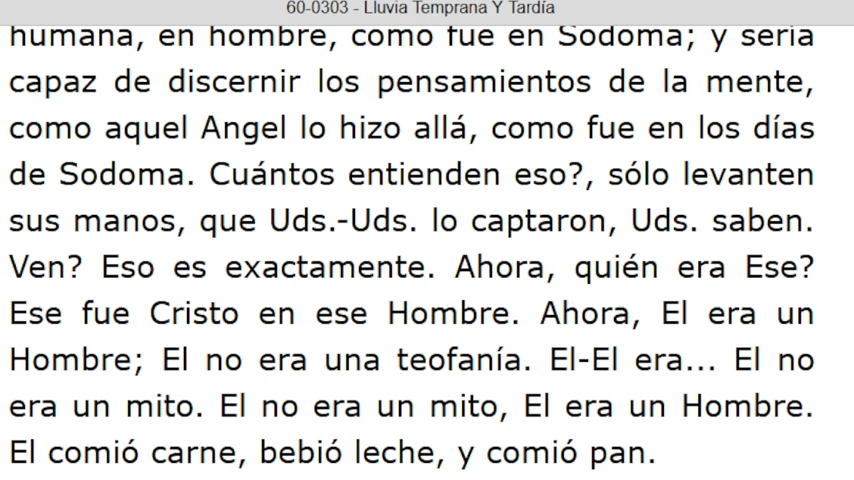 60-0303 - Lluvia Temprana Y Tardía
humana, en hombre, como fue en Sodoma; y sería
capaz de discernir los pensamientos de la mente,
como aquel Angel lo hizo allá, como fue en los días
de Sodoma. Cuántos entienden eso?, sólo levanten
sus manos, que Uds.-Uds. lo captaron, Uds. saben.
Ven? Eso es exactamente. Ahora, quién era Ese?
Ese fue Cristo en ese Hombre. Ahora, El era un
Hombre; El no era una teofanía. El-El era... El no
era un mito. El no era un mito, El era un Hombre.
El comió carne, bebió leche, y comió pan.